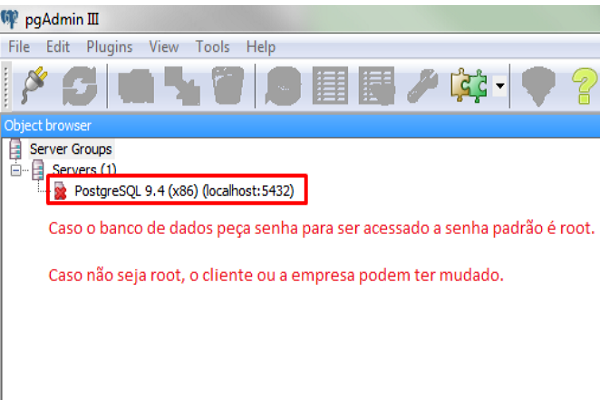 pgAdmin III
File Edit Plugins View Tools Help
Object browser
Server Groups
Servers (1)
PostgreSQL 9.4 (x86) (localhost:5432)
Caso o banco de dados peça senha para ser acessado a senha padrão é root.
Caso não seja root, o cliente ou a empresa podem ter mudado.